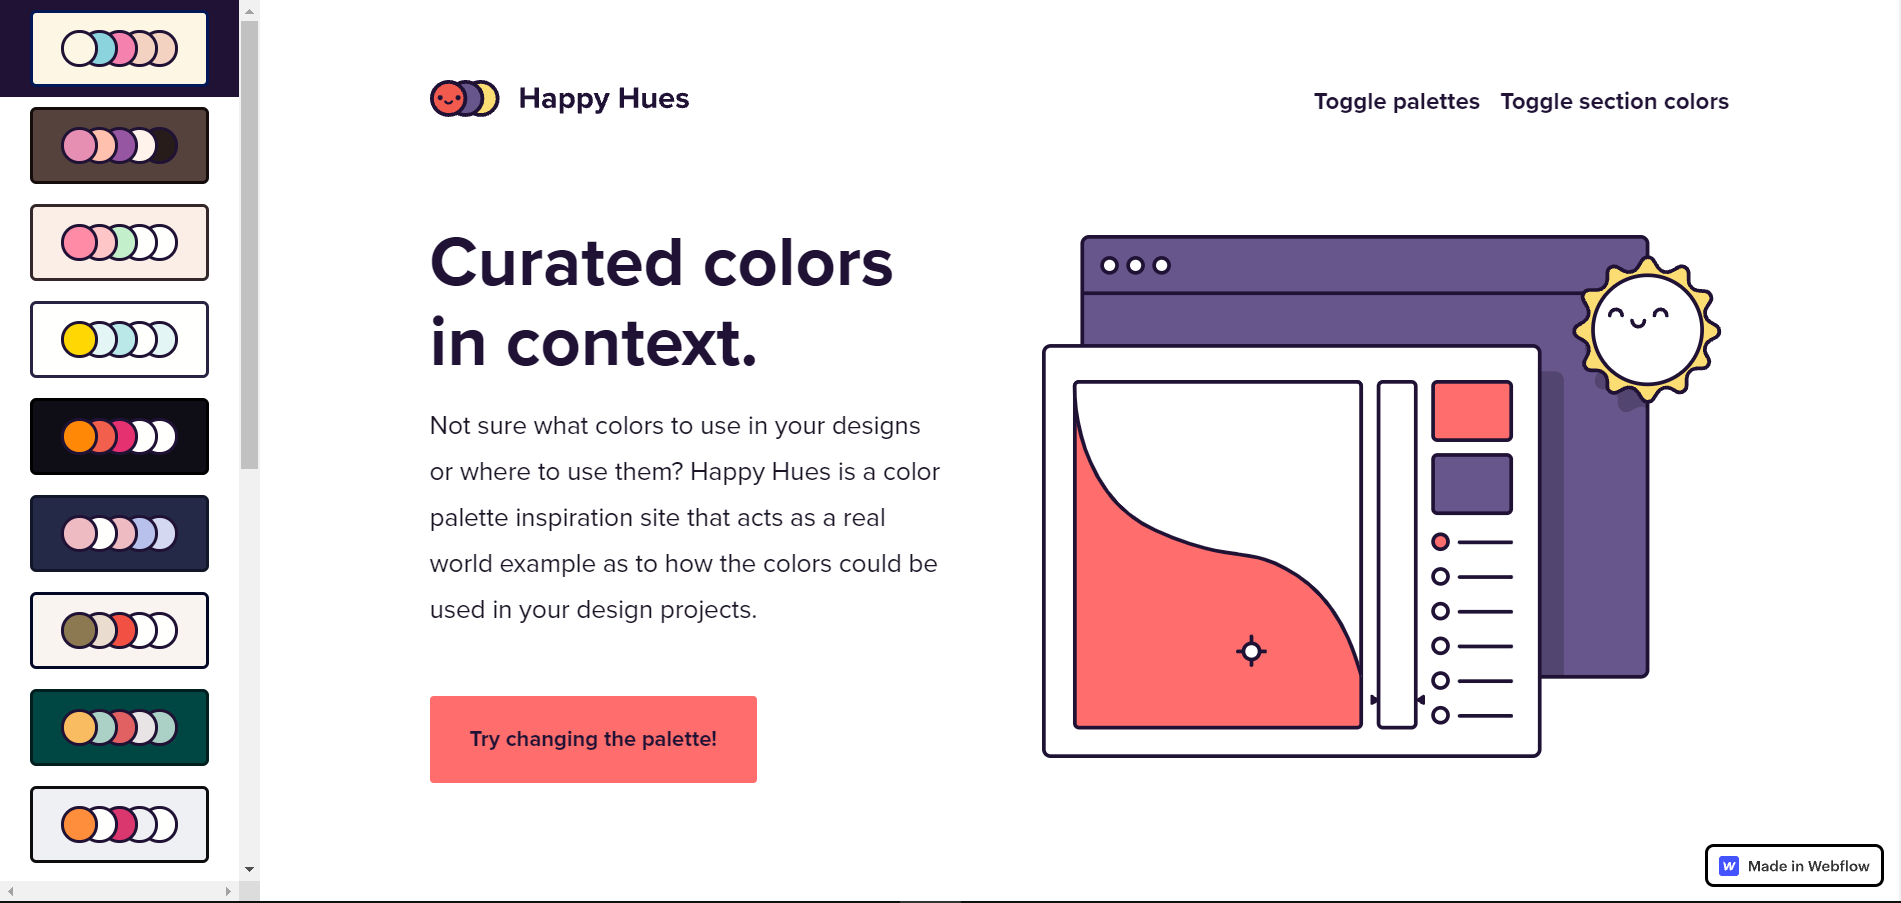 Happy Hues
Toggle palettes
Toggle section colors
Curated colors
in context.
Not sure what colors to use in your designs
or where to use them? Happy Hues is a color
palette inspiration site that acts as a real
world example as to how the colors could be
used in your design projects.
Try changing the palette!
Made in Webflow